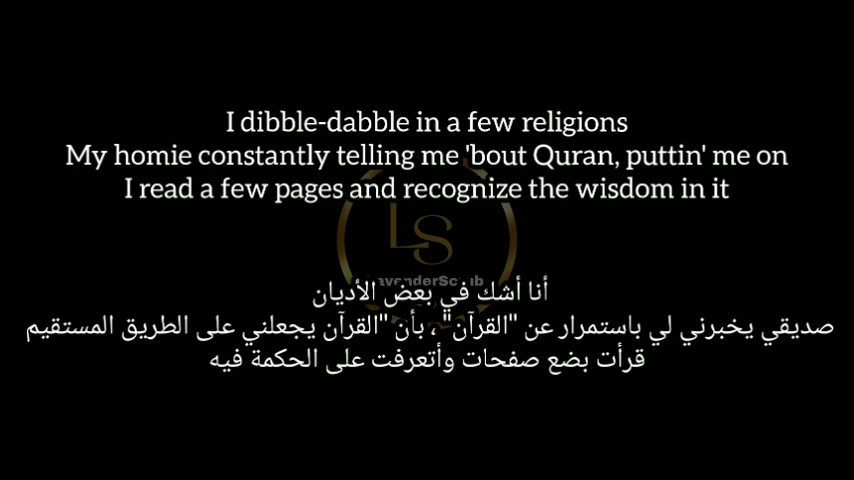 I dibble-dabble in a few religions
My homie constantly telling me 'bout Quran, puttin' me on
I read a few pages and recognize the wisdom in it
LS
أنا أشك في بعض الأديان
صديقي يخبرني لي باستمرار عن "القرآن" ، بأن "القرآن يجعلني على الطريق المستقيم
قرأت بضع صفحات وأتعرفت على الحكمة فيه